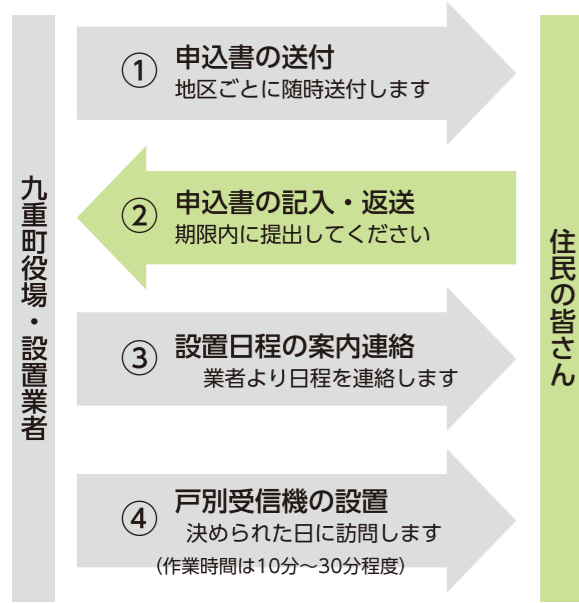 九重町役場・設置業者
① 申込書の送付
地区ごとに随時送付します
② 申込書の記入・返送
期限内に提出してください
③ 設置日程の案内連絡
業者より日程を連絡します
④ 戸別受信機の設置
決められた日に訪問します
（作業時間は10分～30分程度）
住民の皆さん